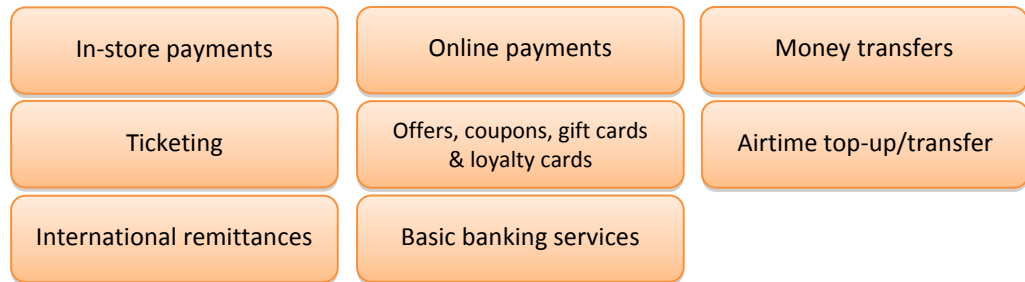 In-store payments
Online payments
Money transfers
Ticketing
Offers, coupons, gift cards
& loyalty cards
Airtime top-up/transfer
International remittances
Basic banking services